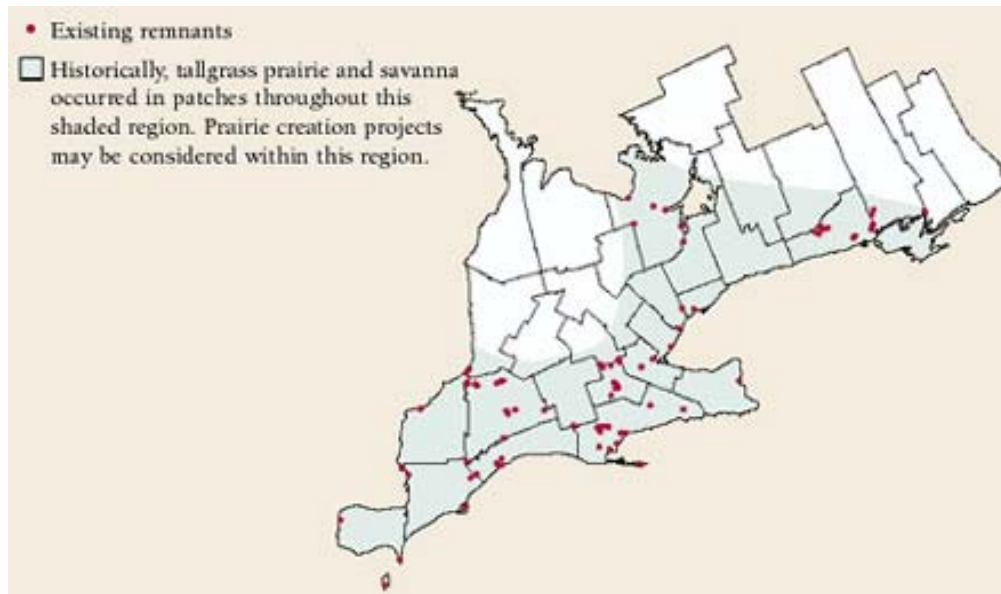 Existing remnants
Historically, tallgrass prairie and savanna
occurred in patches throughout this
shaded region. Prairie creation projects
may be considered within this region.